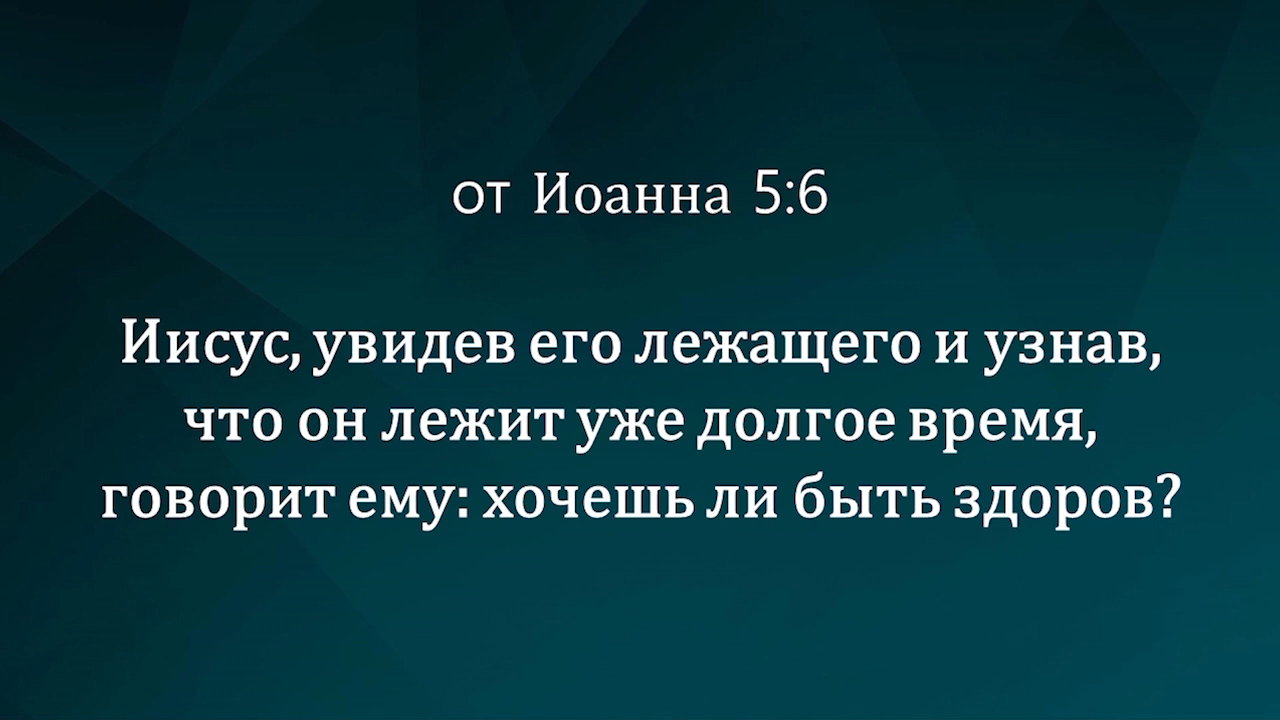 от Иоанна 5:6
Иисус, увидев его лежащего и узнав,
что он лежит уже долгое время,
говорит ему: хочешь ли быть здоров?